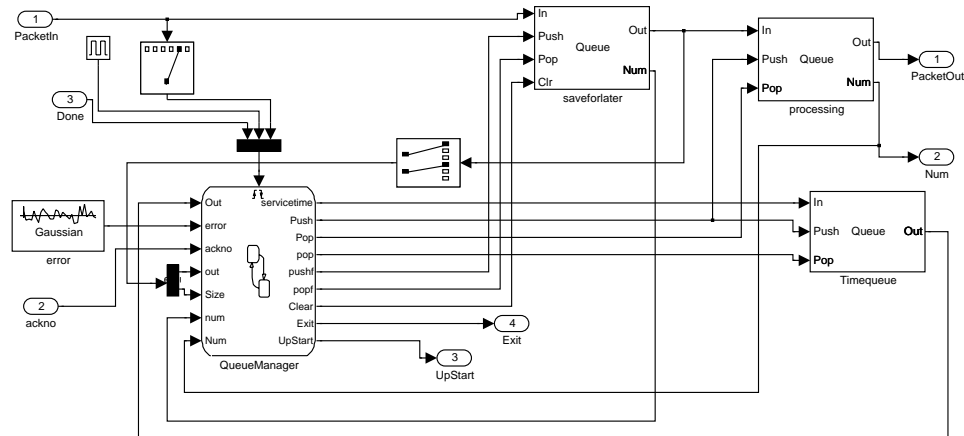 1
PacketIn
3
Done
Gaussian
error
2
ackno
In
Push
Pop
Clr
Queue
Out
Num
saveforlater
In
Push
Pop
Queue
Out
Num
processing
1
PacketOut
2
Num
Out
error
ackno
out
Size
num
Num
servicetime
Push
Pop
pop
pushf
popf
Clear
Exit
UpStart
QueueManager
In
Push
Pop
Queue
Out
Timequeue
4
Exit
3
UpStart